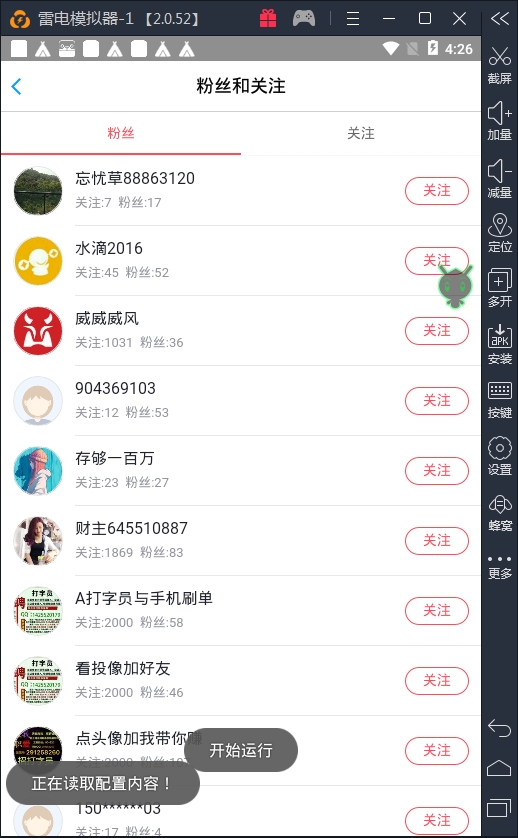 雷电模拟器-1 【2.0.52】
4:26
粉丝和关注
粉丝 关注
忘忧草88863120
关注:7 粉丝:17
关注
水滴2016
关注:45 粉丝:52
关注
威威威风
关注:1031 粉丝:36
关注
904369103
关注:12 粉丝:53
关注
存够一百万
关注:23 粉丝:27
关注
财主645510887
关注:1869 粉丝:83
关注
打字员
A打字员与手机刷单
关注:2000 粉丝:58
关注
打字员
看投像加好友
关注:2000 粉丝:46
关注
点头像加我带你
关注
开始运行
正在读取配置内容！
150******03
关注:17 粉丝:4
关注
截屏
加量
减量
定位
多开
APK
安装
按键
设置
蜂窝
更多